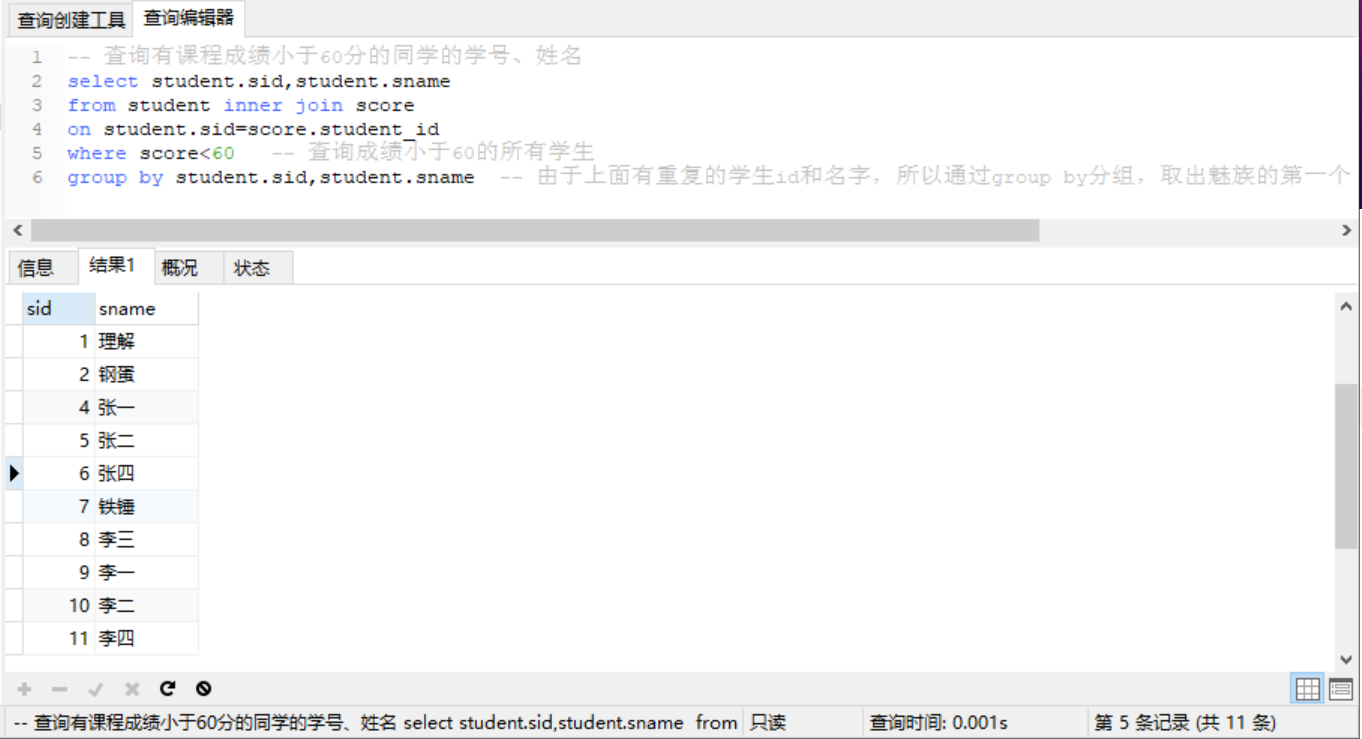 查询创建工具 查询编辑器
1 -- 查询有课程成绩小于60分的同学的学号、姓名
2 select student.sid,student.sname
3 from student inner join score
4 on student.sid=score.student_id
5 where score<60 -- 查询成绩小于60的所有学生
6 group by student.sid,student.sname -- 由于上面有重复的学生id和名字，所以通过group by分组，取出魅族的第一个
信息 结果1 概况 状态
sid sname
1 理解
2 钢蛋
4 张一
5 张二
6 张四
7 铁锤
8 李三
9 李一
10 李二
11 李四
-- 查询有课程成绩小于60分的同学的学号、姓名 select student.sid,student.sname from 只读 查询时间: 0.001s 第 5 条记录 (共 11 条)